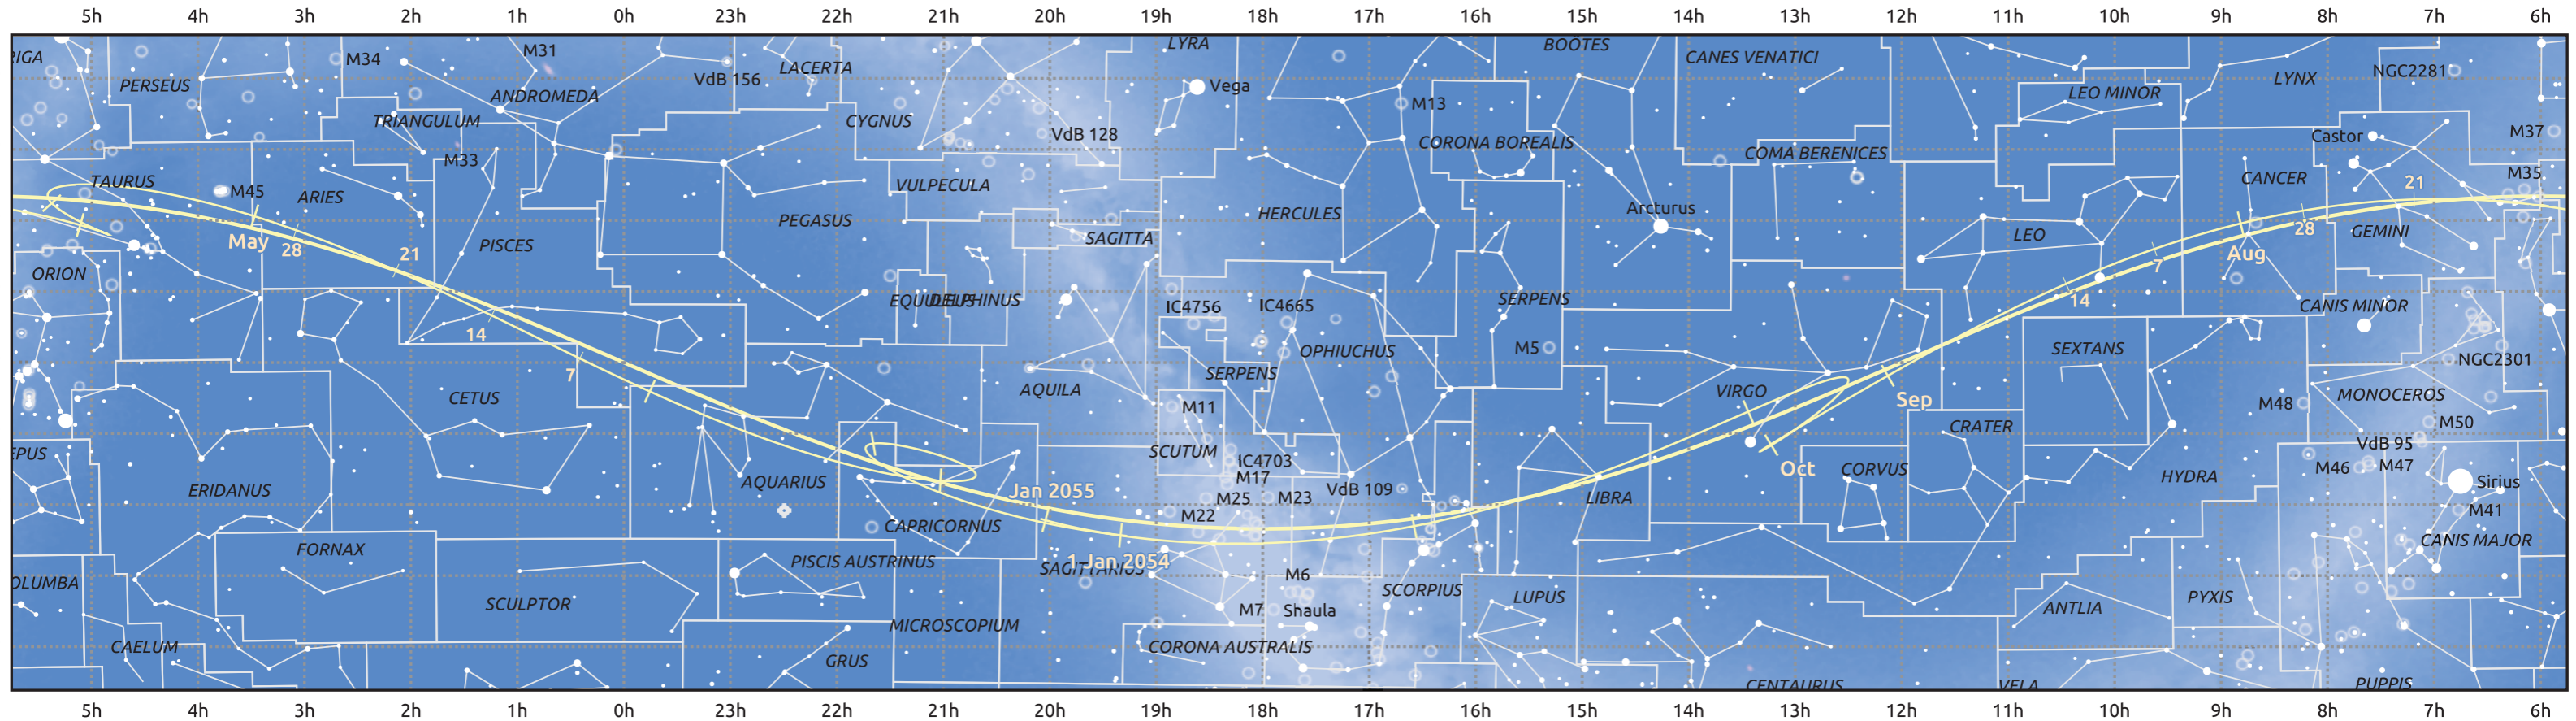 5h 4h 3h 2h 1h 0h 23h 22h 21h 20h 19h 18h 17h 16h 15h 14h 13h 12h 11h 10h 9h 8h 7h 6h
RIGA
PERSEUS
M34
M31
ANDROMEDA
VdB 156
LACERTA
LYRA
Vega
BOÖTES
CANES VENATICI
LYNX
NGC2281
LEO MINOR
M13
TRIANGULUM
CYGNUS
VdB 128
CORONA BOREALIS
COMA BERENICES
Castor
M37
M33
TAURUS
M45
ARIES
VULPECULA
CANCER
21
M35
PEGASUS
HERCULES
Arcturus
May
28
21
PISCES
SAGITTA
LEO
7
Aug
28
GEMINI
ORION
EQUULEUS
DELPHINUS
IC4756
IC4665
SERPENS
14
CANIS MINOR
14
OPHIUCHUS
M5
SEXTANS
NGC2301
7
SERPENS
CETUS
AQUILA
M11
VIRGO
Sep
M48
MONOCEROS
CRATER
M50
EPUS
SCUTUM
IC4703
VdB 95
M17
Oct
CORVUS
M46
M47
HYDRA
Sirius
ERIDANUS
AQUARIUS
Jan 2055
M25
M23
VdB 109
LIBRA
M22
CAPRICORNUS
M41
CANIS MAJOR
FORNAX
PISCIS AUSTRINUS
1 Jan 2054
SAGITTARIUS
M6
OLUMBA
SCORPIUS
LUPUS
PYXIS
SCULPTOR
M7
Shaula
ANTLIA
MICROSCOPIUM
CAELUM
GRUS
CORONA AUSTRALIS
CENTAURUS
VELA
PUPPIS
5h 4h 3h 2h 1h 0h 23h 22h 21h 20h 19h 18h 17h 16h 15h 14h 13h 12h 11h 10h 9h 8h 7h 6h